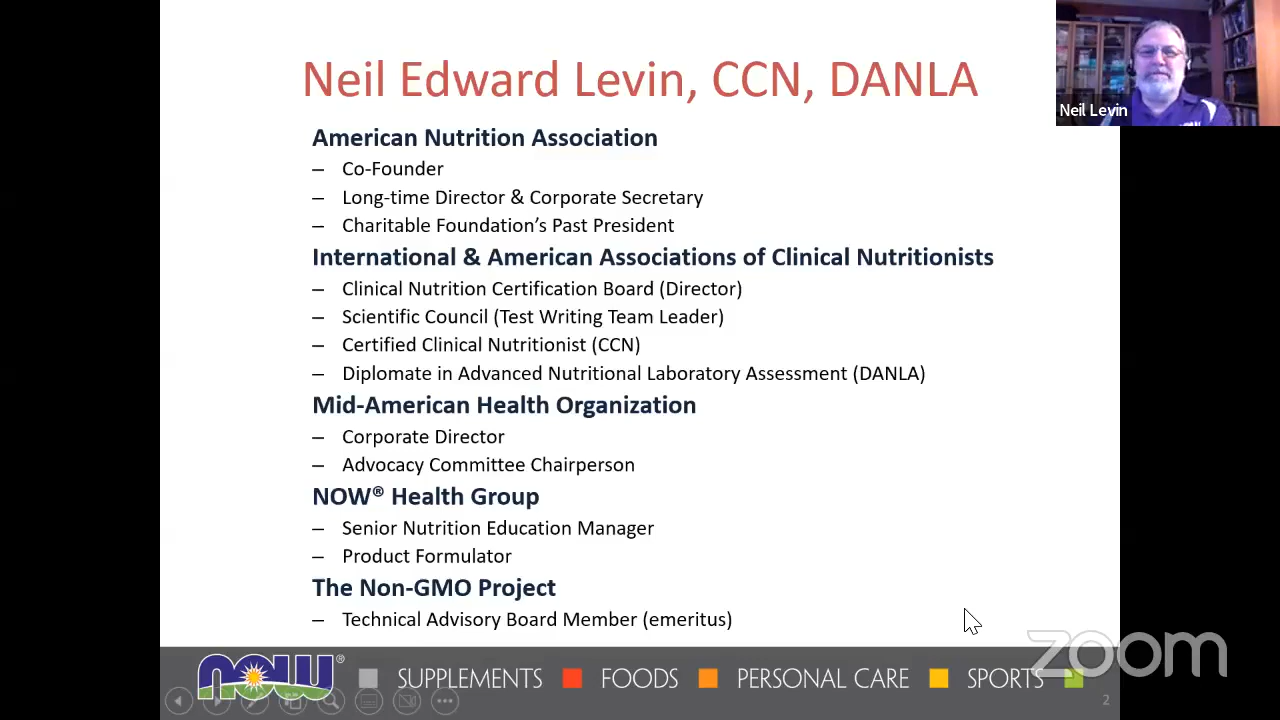 Neil Edward Levin, CCN, DANLA
Neil Levin
American Nutrition Association
– Co-Founder
– Long-time Director & Corporate Secretary
– Charitable Foundation's Past President
International & American Associations of Clinical Nutritionists
– Clinical Nutrition Certification Board (Director)
– Scientific Council (Test Writing Team Leader)
– Certified Clinical Nutritionist (CCN)
– Diplomate in Advanced Nutritional Laboratory Assessment (DANLA)
Mid-American Health Organization
– Corporate Director
– Advocacy Committee Chairperson
NOW® Health Group
– Senior Nutrition Education Manager
– Product Formulator
The Non-GMO Project
– Technical Advisory Board Member (emeritus)
zoom
NOW® SUPPLEMENTS FOODS PERSONAL CARE SPORTS
2